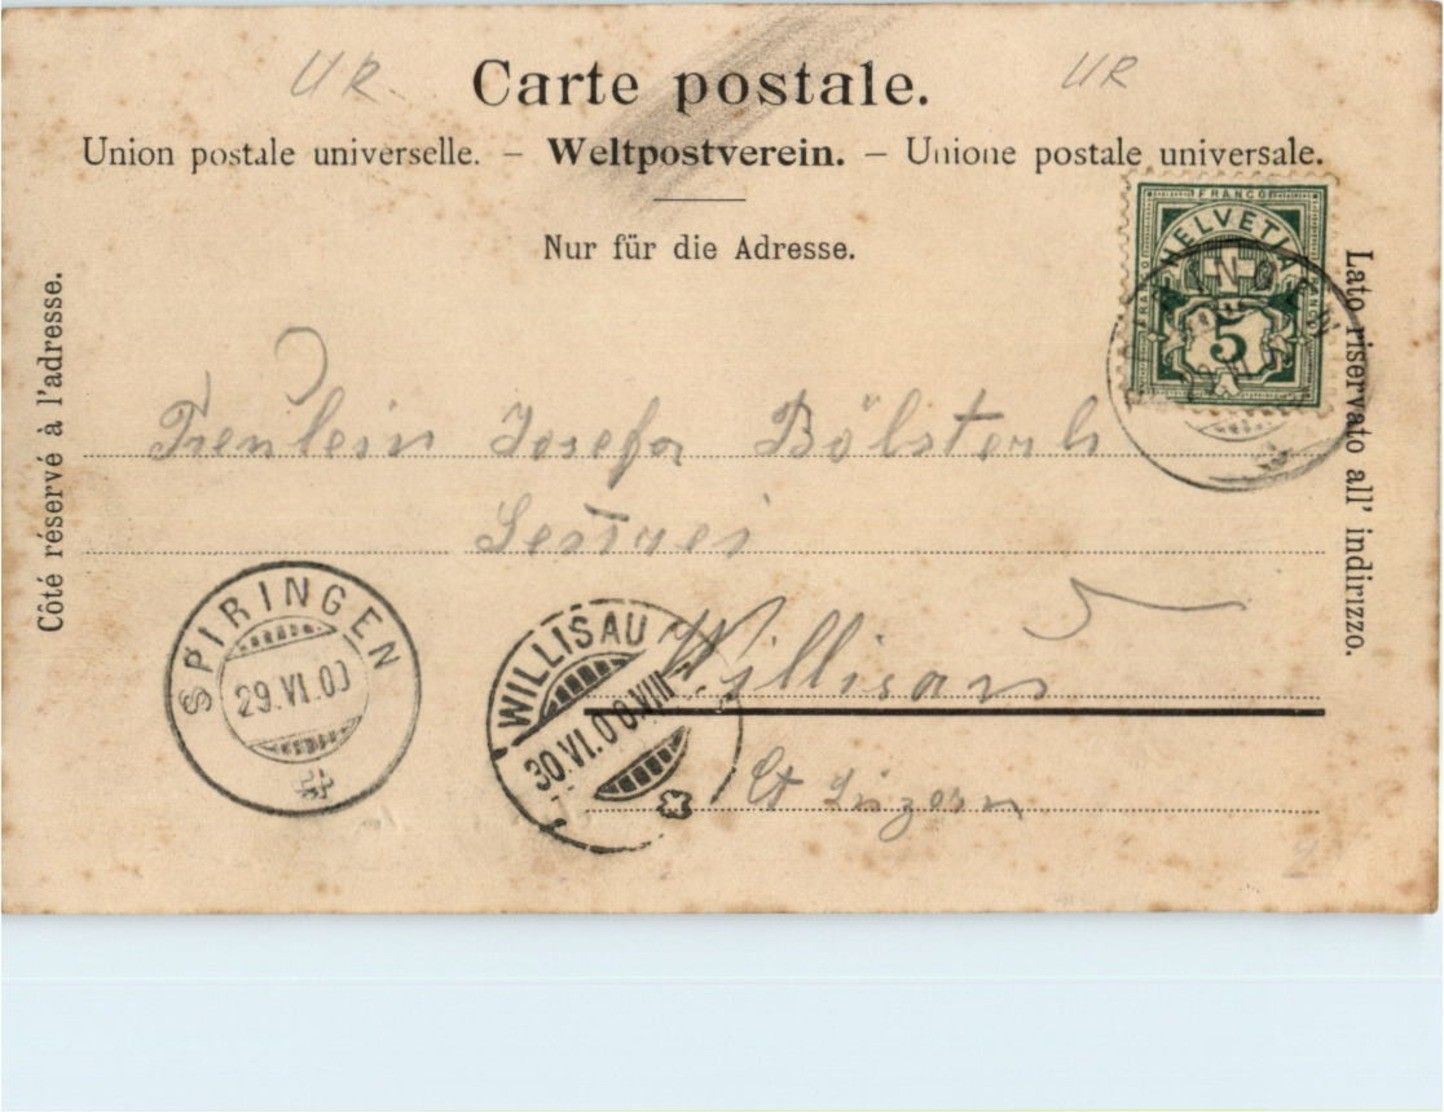 UR
Carte postale.
UR
Union postale universelle. – Weltpostverein. – Unione postale universale.
Nur für die Adresse.
Côté réservé à l'adresse.
Lato riservato all' indirizzo.
FRANCO
HELVETIA
FRANCO
FRANCO
5
Josefa
SPIRINGEN
29.VI.00
WILLISAU
30.VI.00.VIII
Willisau
Ct Luzern